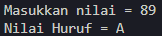 Masukkan nilai = 89
Nilai Huruf = A